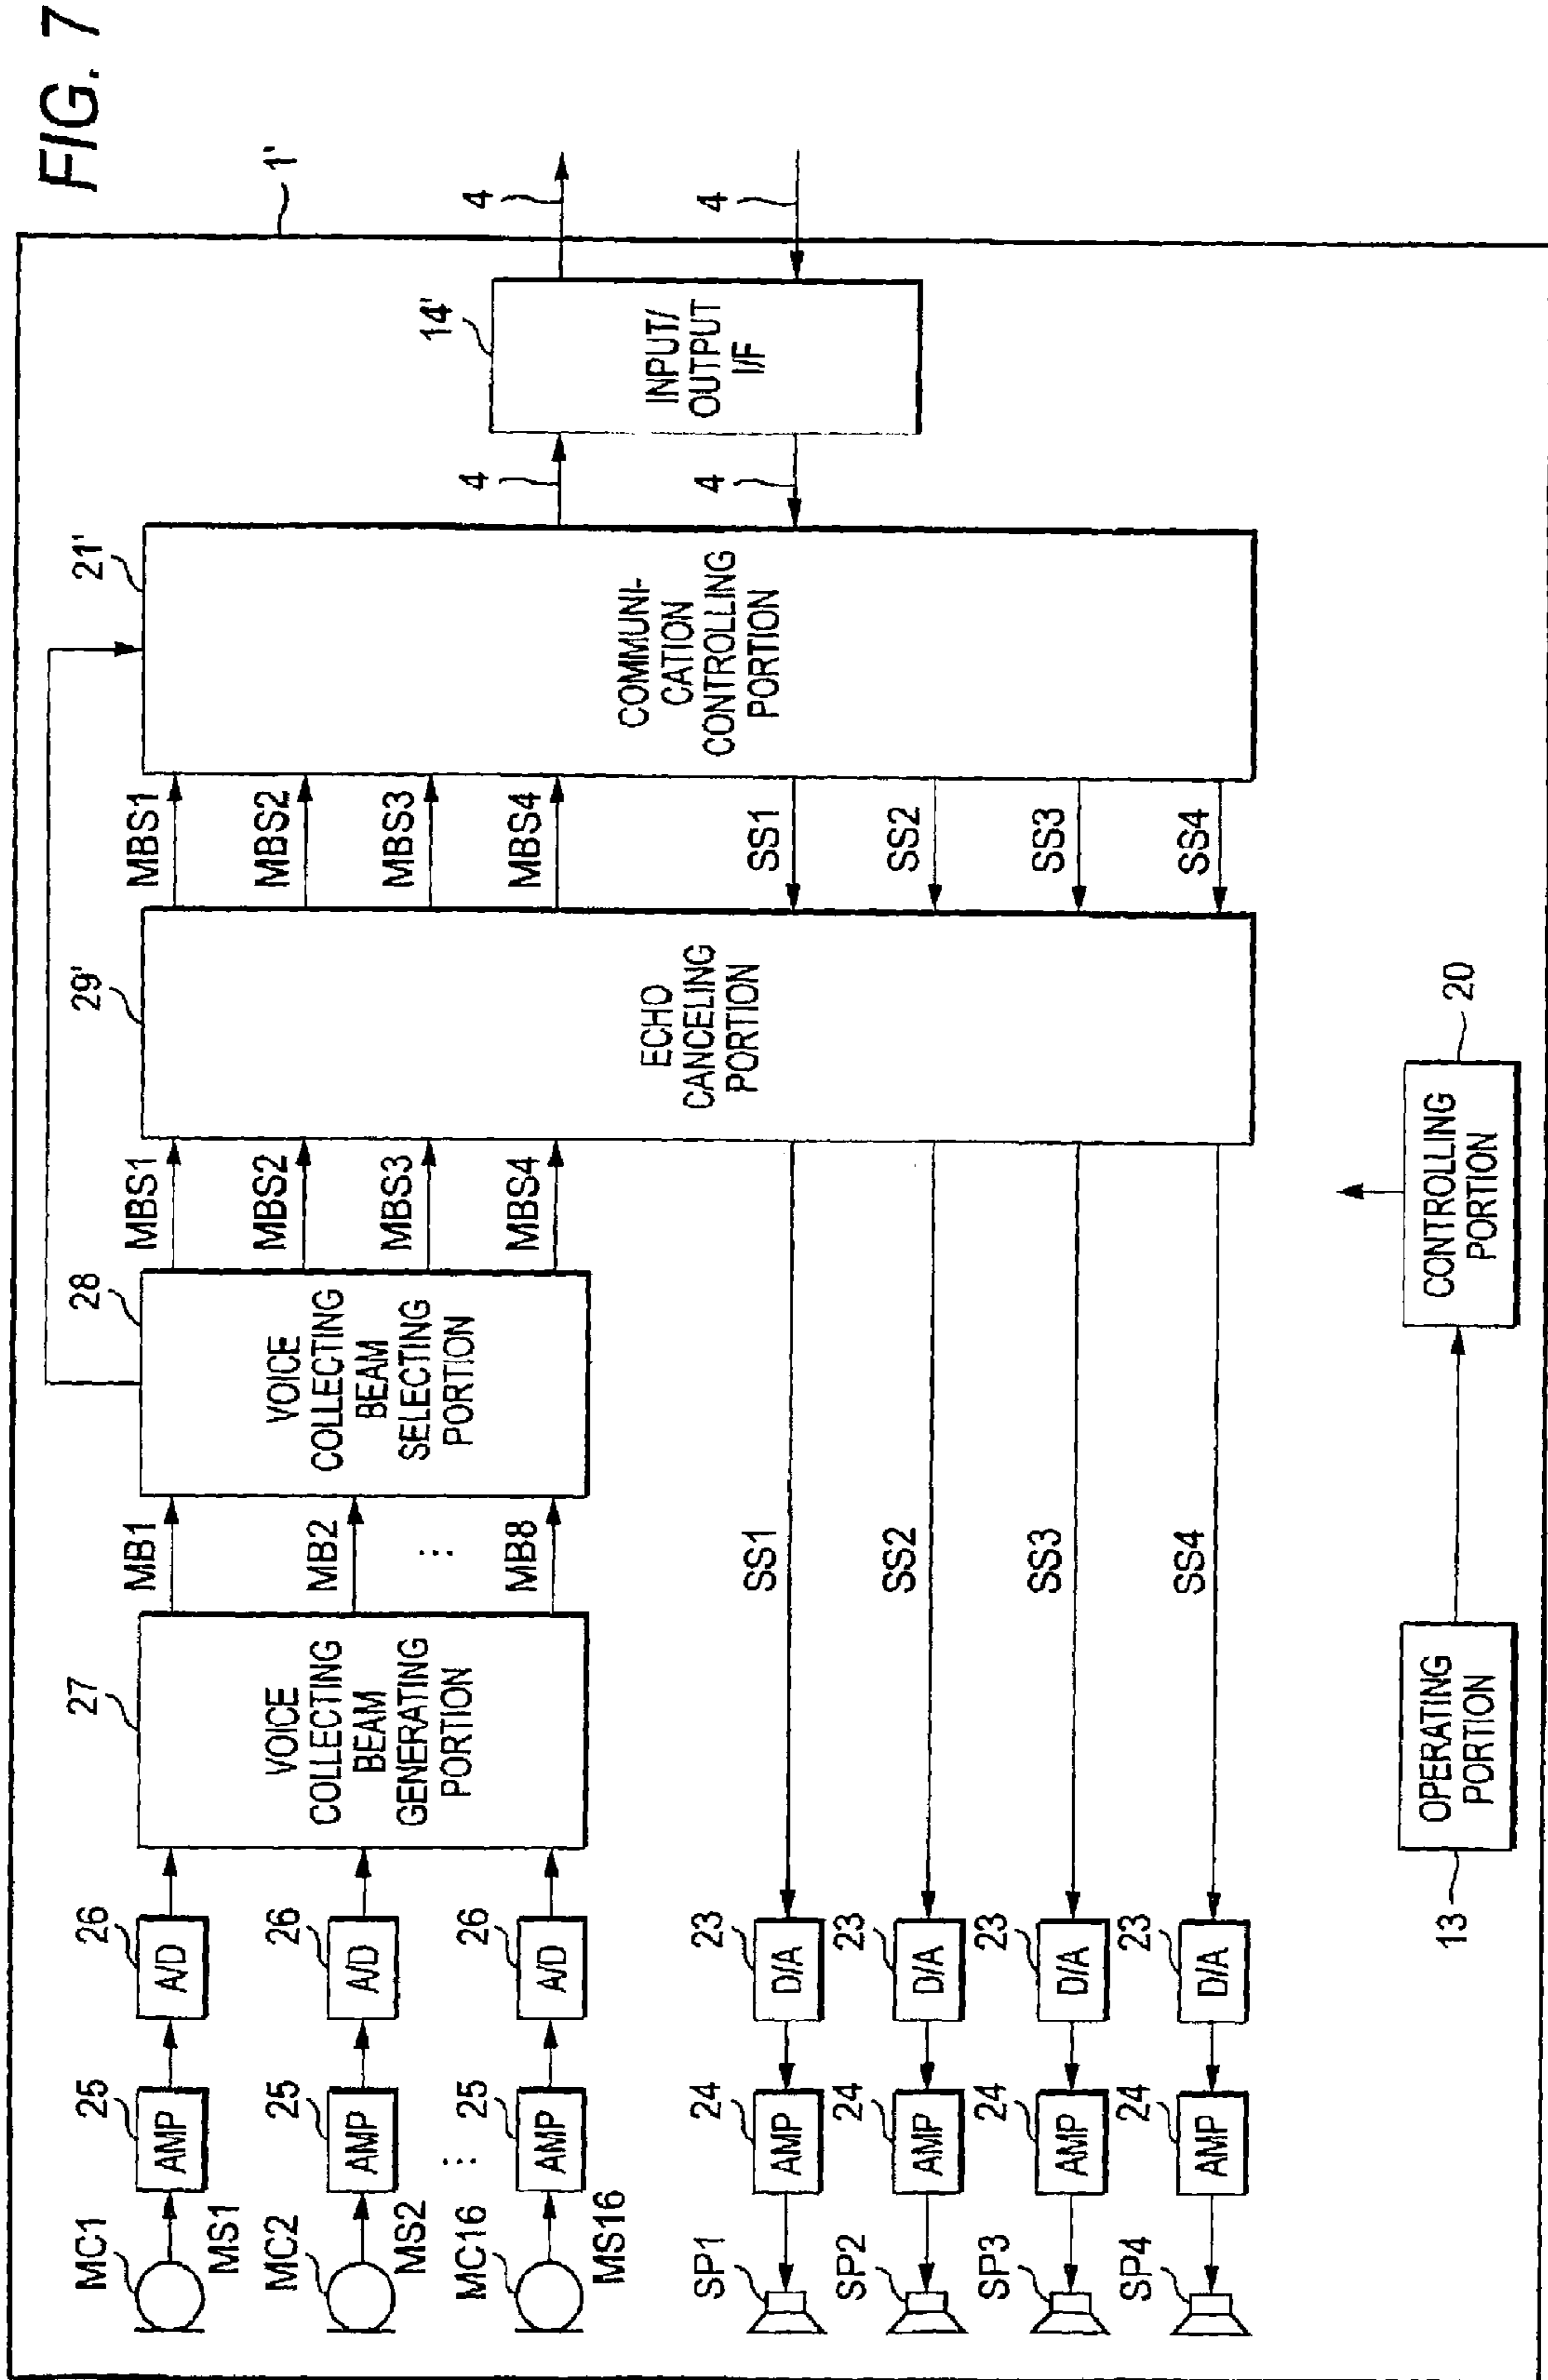 FIG. 7
1'
MC1
MS1
25
AMP
26
A/D
MC2
MS2
25
AMP
26
A/D
⋮
MC16
MS16
25
AMP
26
A/D
27
VOICE
COLLECTING
BEAM
GENERATING
PORTION
MB1
MB2
⋮
MB8
28
VOICE
COLLECTING
BEAM
SELECTING
PORTION
MBS1
MBS2
MBS3
MBS4
29'
ECHO
CANCELING
PORTION
MBS1
MBS2
MBS3
MBS4
SS1
SS2
SS3
SS4
21'
COMMUNI-
CATION
CONTROLLING
PORTION
4
4
14'
INPUT/
OUTPUT
I/F
4
4
SP1
24
AMP
23
D/A
SS1
SP2
24
AMP
23
D/A
SS2
SP3
24
AMP
23
D/A
SS3
SP4
24
AMP
23
D/A
SS4
13
OPERATING
PORTION
CONTROLLING
PORTION
20